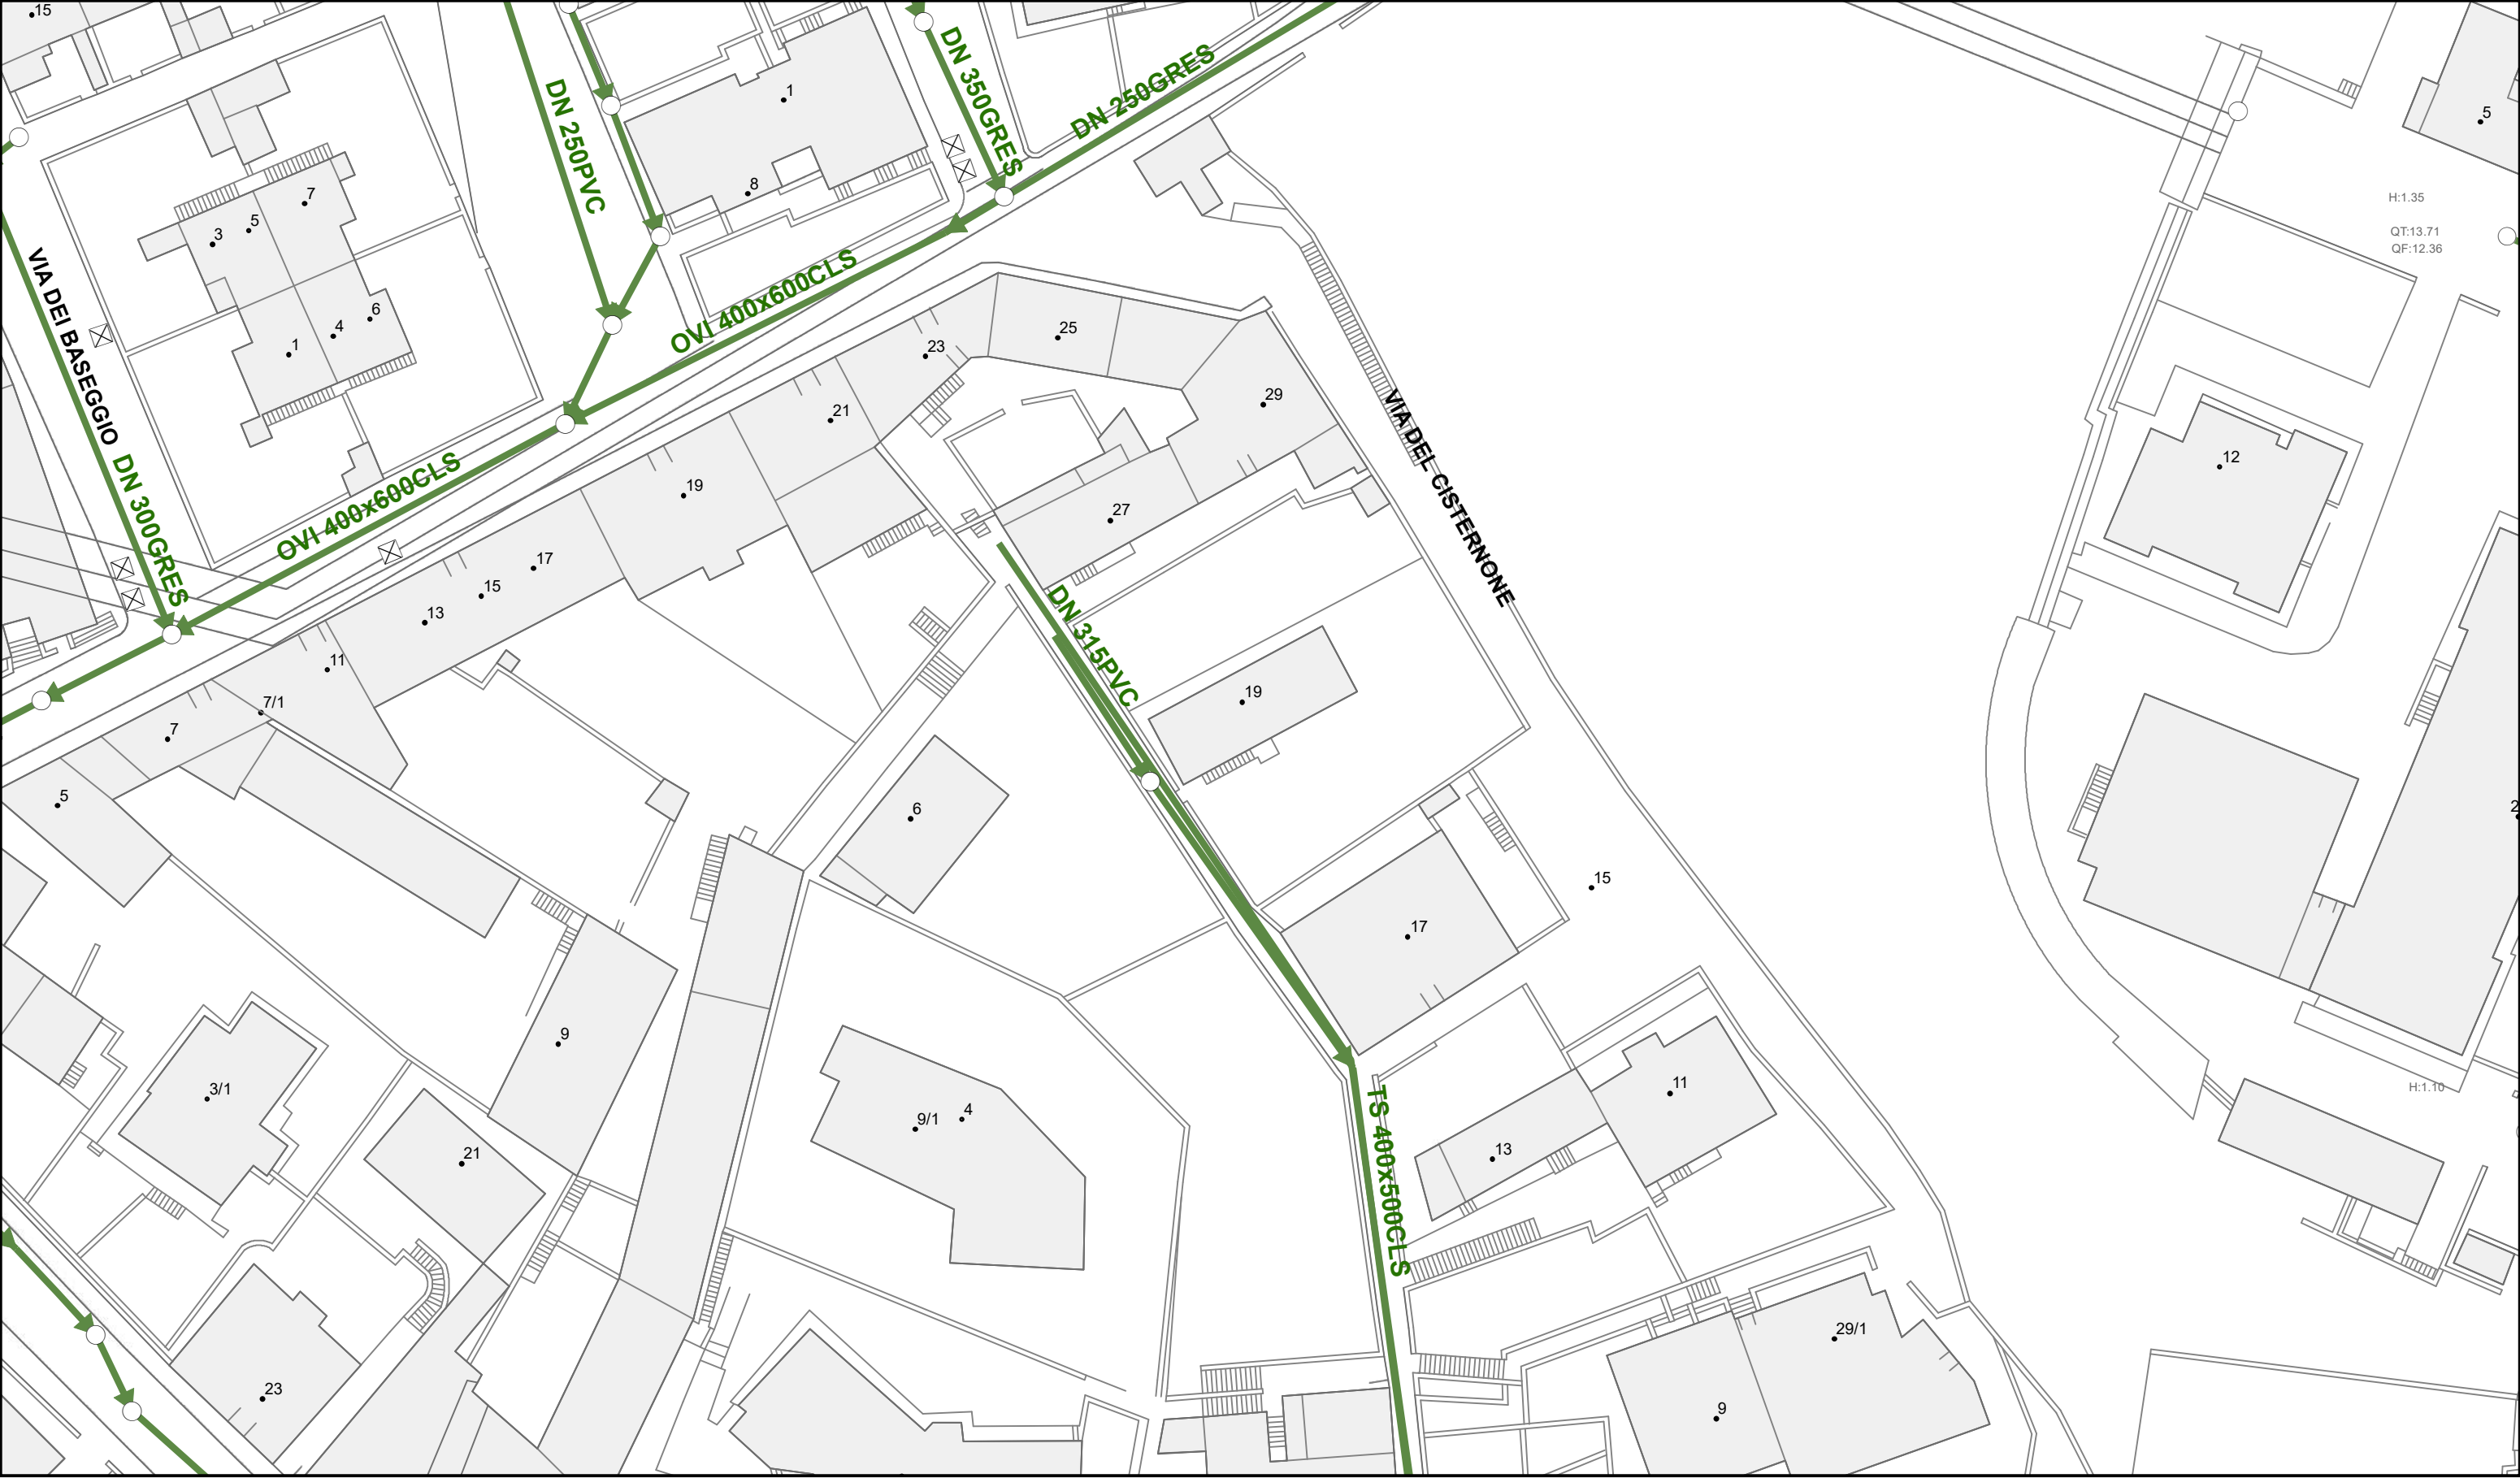 15
DN 350GRES
DN 250GRES
1
DN 250PVC
5
8
7
H:1.35
5
3
QT:13.71
QF:12.36
VIA DEI BASEGGIO
OVI 400x600CLS
6
4
1
25
23
29
21
VIA DEL CISTERNONE
12
DN 300GRES
OVI 400x600CLS
19
27
17
15
13
DN 315PVC
11
19
7/1
7
5
6
2
15
17
9
3/1
9/1
4
11
H:1.10
13
21
TS 400x500CLS
29/1
23
9